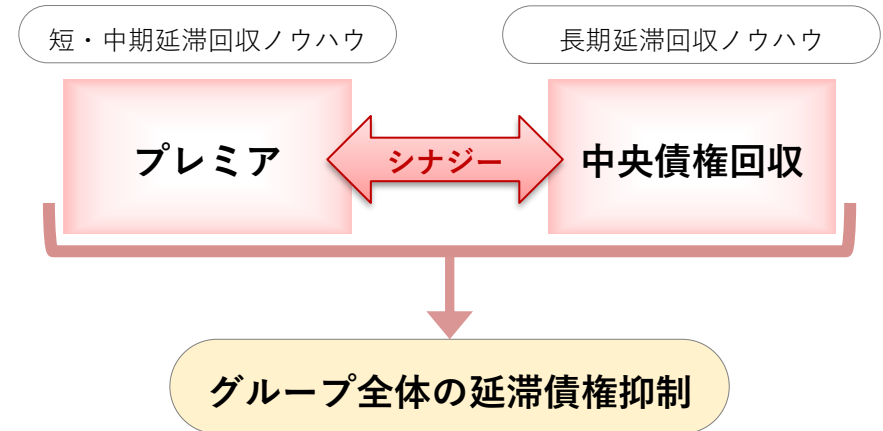 短・中期延滞回収ノウハウ
長期延滞回収ノウハウ
プレミア
シナジー
中央債権回収
グループ全体の延滞債権抑制